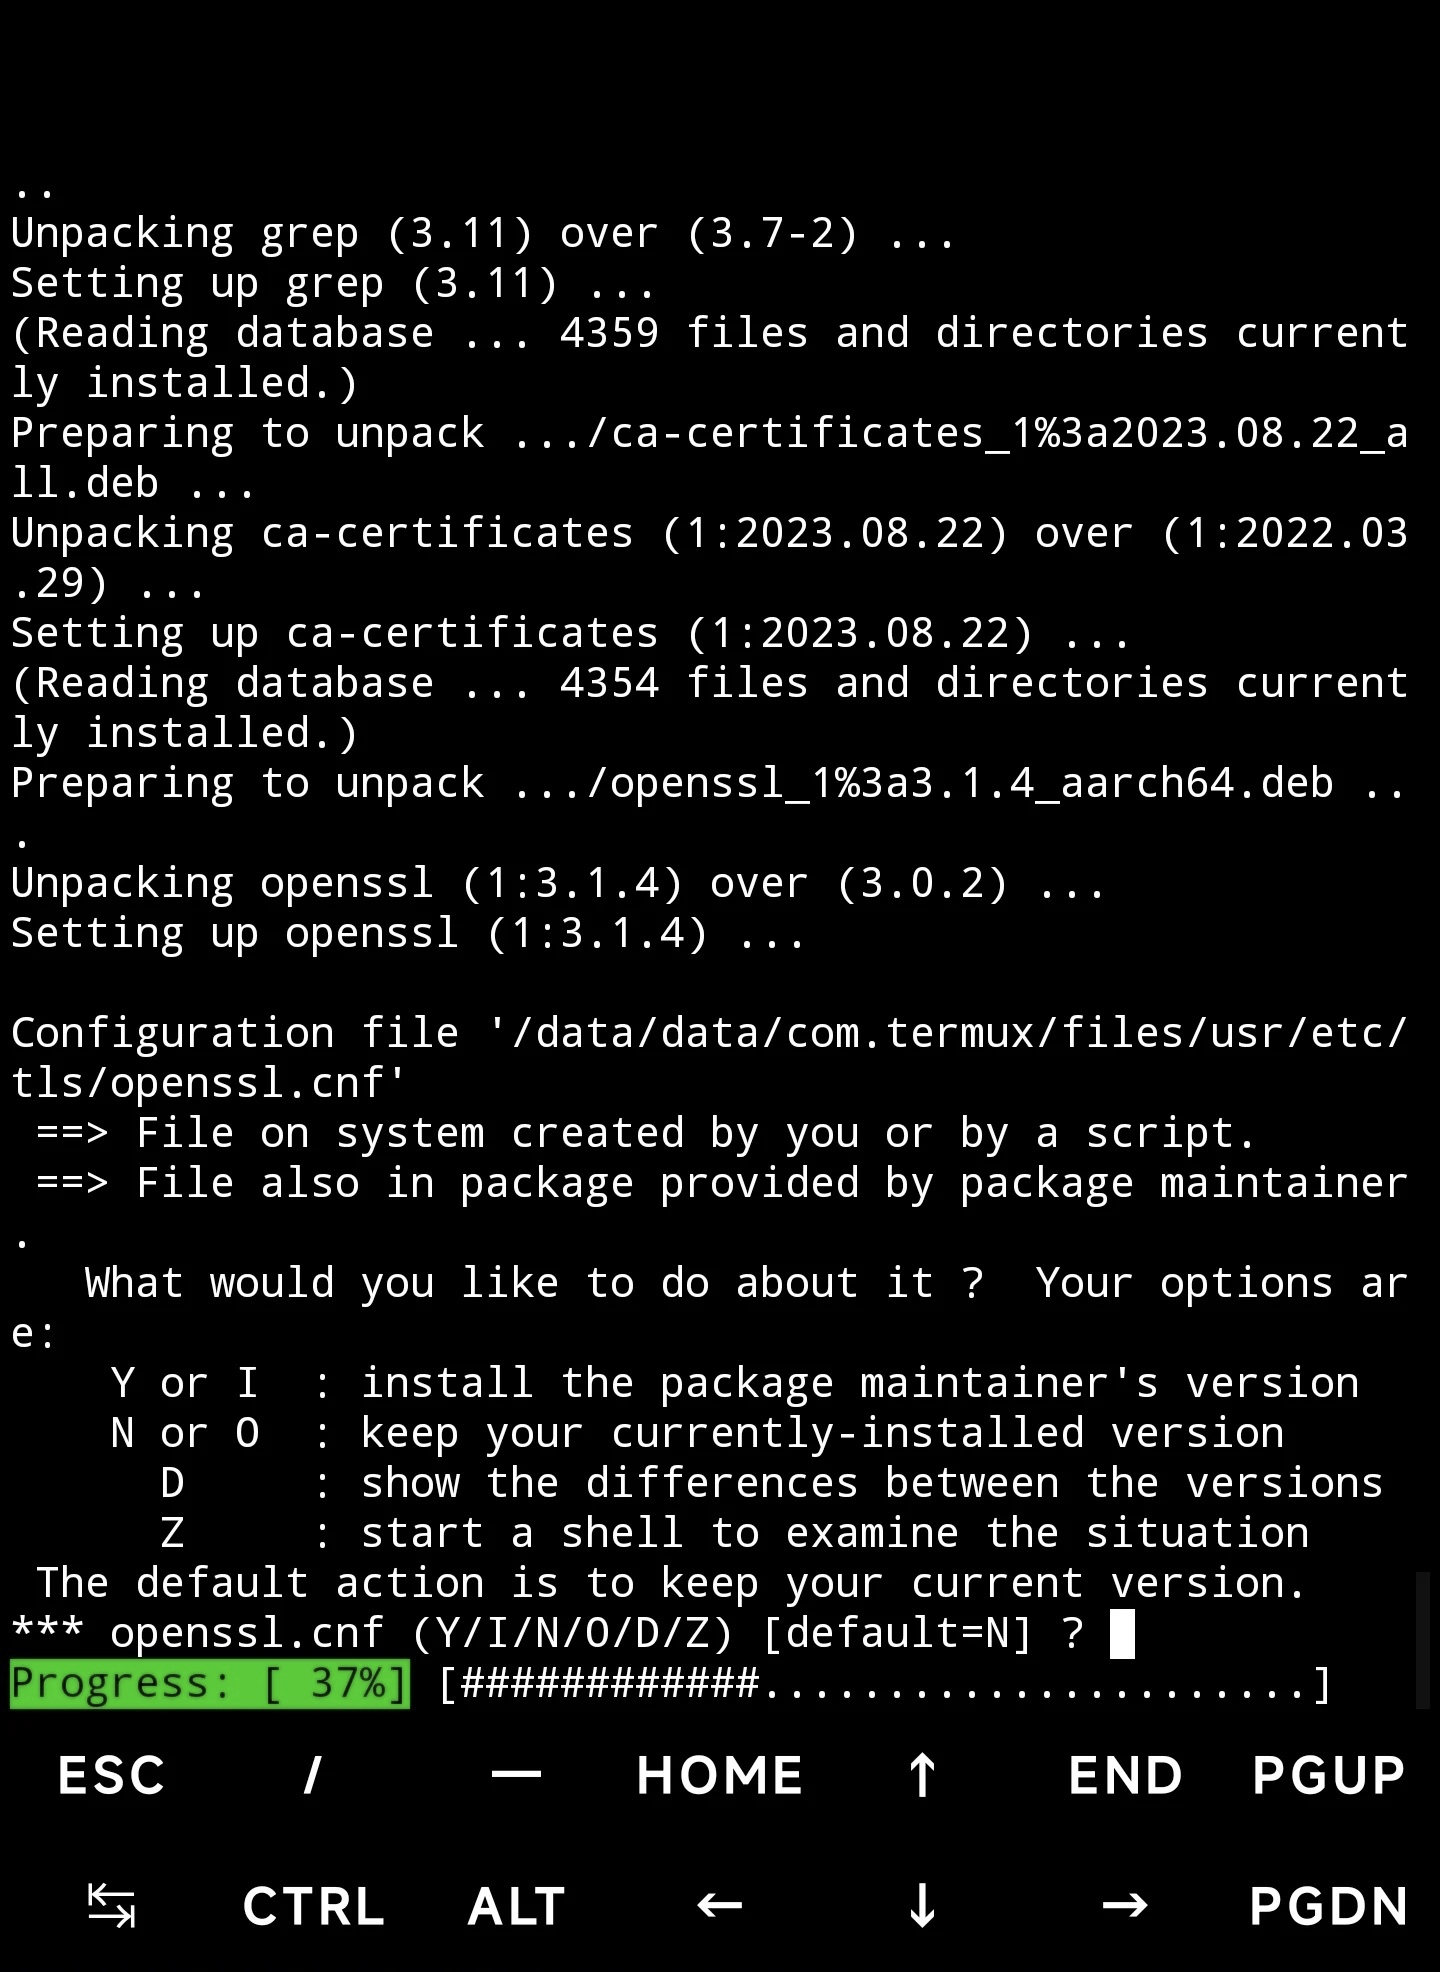 ..
Unpacking grep (3.11) over (3.7-2) ...
Setting up grep (3.11) ...
(Reading database ... 4359 files and directories current
ly installed.)
Preparing to unpack .../ca-certificates_1%3a2023.08.22_a
ll.deb ...
Unpacking ca-certificates (1:2023.08.22) over (1:2022.03
.29) ...
Setting up ca-certificates (1:2023.08.22) ...
(Reading database ... 4354 files and directories current
ly installed.)
Preparing to unpack .../openssl_1%3a3.1.4_aarch64.deb ..
.
Unpacking openssl (1:3.1.4) over (3.0.2) ...
Setting up openssl (1:3.1.4) ...

Configuration file '/data/data/com.termux/files/usr/etc/
tls/openssl.cnf'
 ==> File on system created by you or by a script.
 ==> File also in package provided by package maintainer
.
   What would you like to do about it ?  Your options ar
e:
    Y or I  : install the package maintainer's version
    N or O  : keep your currently-installed version
      D     : show the differences between the versions
      Z     : start a shell to examine the situation
 The default action is to keep your current version.
*** openssl.cnf (Y/I/N/O/D/Z) [default=N] ?
Progress: [ 37%] [############......................]
ESC / — HOME ↑ END PGUP
↹ CTRL ALT ← ↓ → PGDN